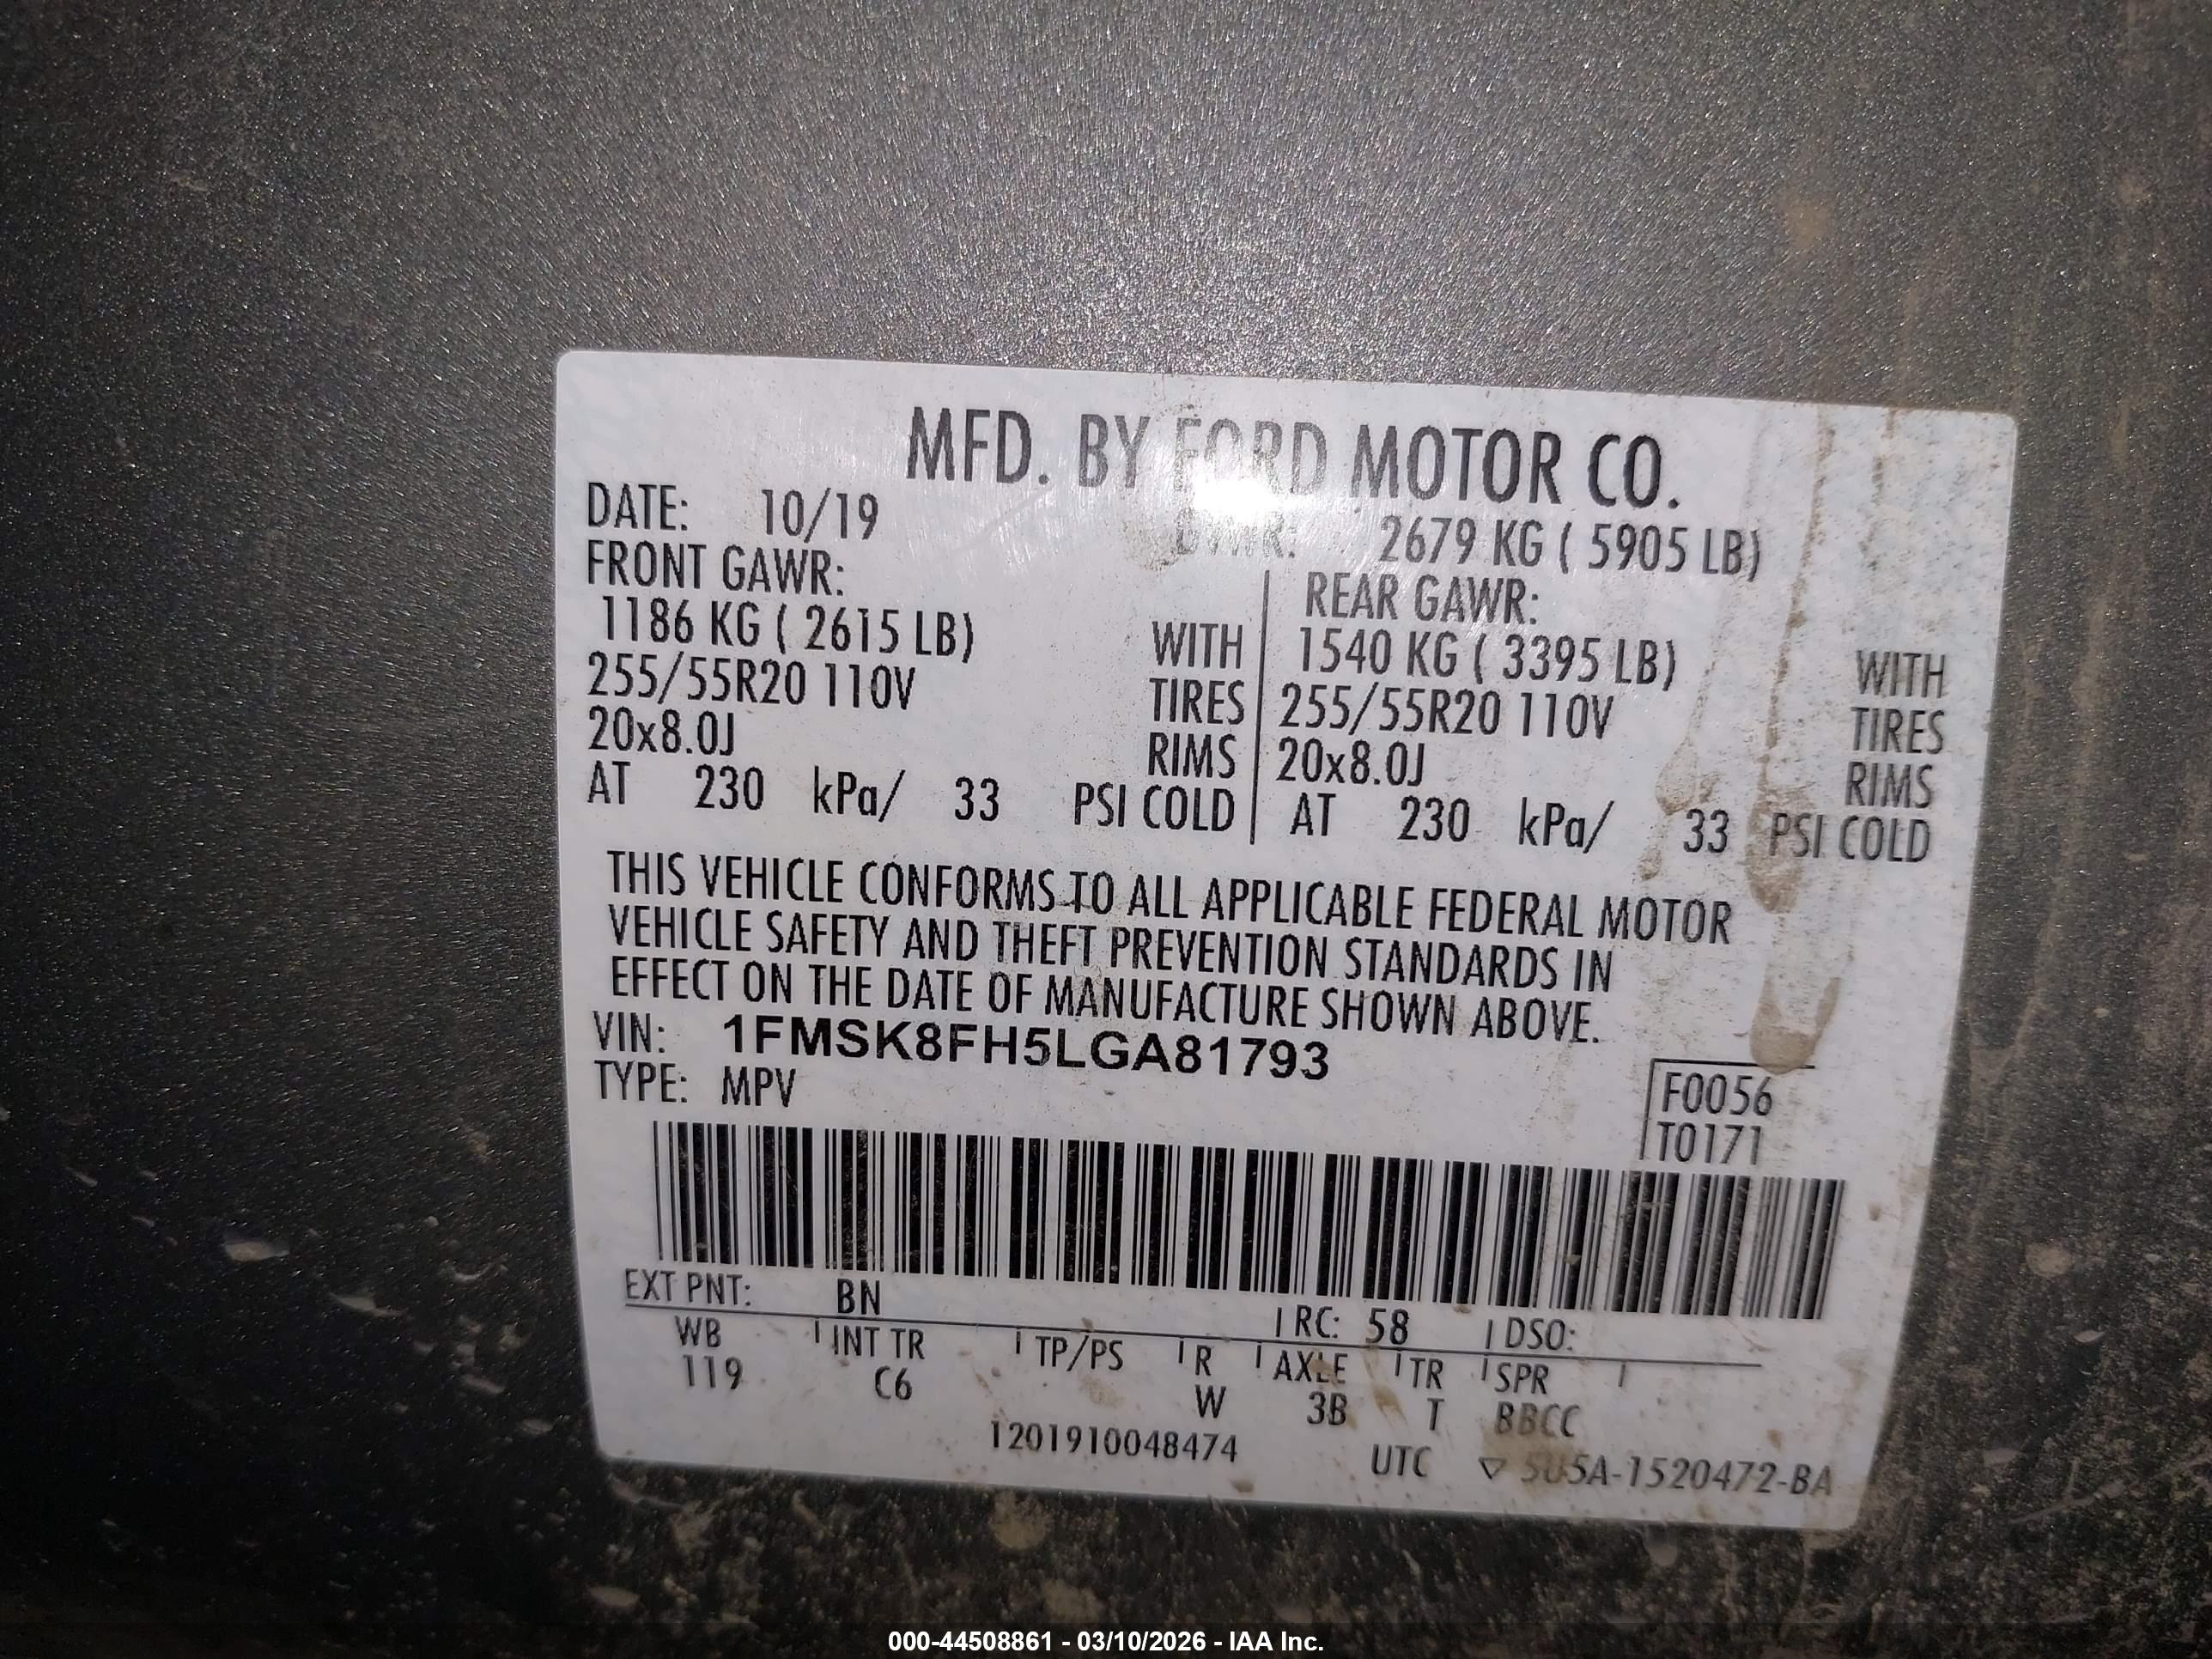 MFD. BY FORD MOTOR CO.
DATE: 10/19 GVWR: 2679 KG ( 5905 LB)
FRONT GAWR: REAR GAWR:
1186 KG ( 2615 LB) WITH 1540 KG ( 3395 LB) WITH
255/55R20 110V TIRES 255/55R20 110V TIRES
20x8.0J RIMS 20x8.0J RIMS
AT 230 kPa/ 33 PSI COLD AT 230 kPa/ 33 PSI COLD
THIS VEHICLE CONFORMS TO ALL APPLICABLE FEDERAL MOTOR
VEHICLE SAFETY AND THEFT PREVENTION STANDARDS IN
EFFECT ON THE DATE OF MANUFACTURE SHOWN ABOVE.
VIN: 1FMSK8FH5LGA81793
TYPE: MPV
F0056
T0171
EXT PNT: BN RC: 58 DSO:
WB INT TR TP/PS R AXLE TR SPR
119 C6 W 3B T BBCC
1201910048474 UTC ▽ 5U5A-1520472-BA
000-44508861 - 03/10/2026 - IAA Inc.